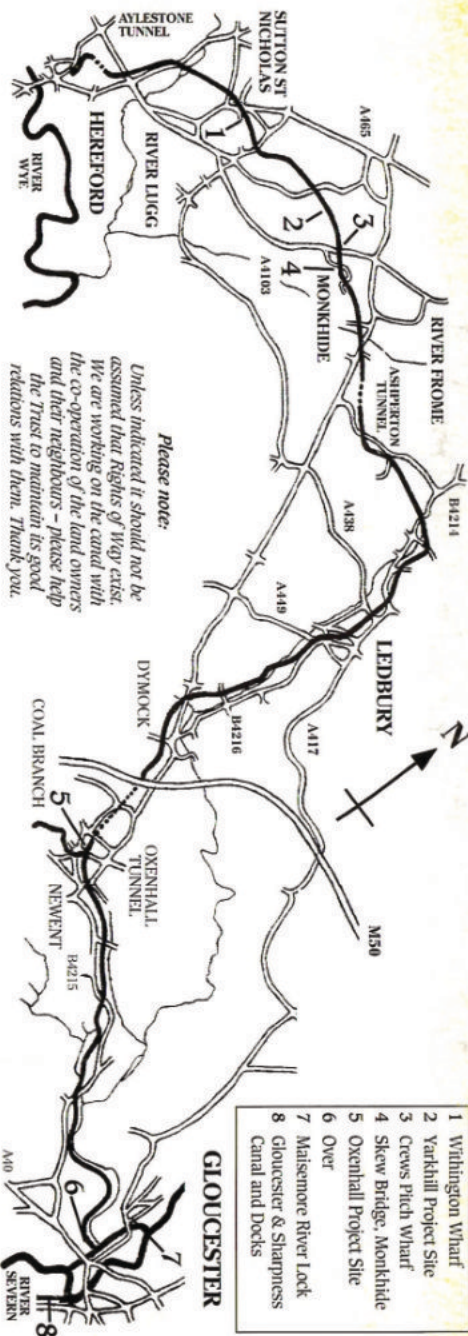 AYLESTONE
TUNNEL
SUTTON ST
NICHOLAS
A465
1
HEREFORD
RIVER LUGG
RIVER
WYE
2
3
4
MONKHIDE
A4103
RIVER FROME
ASHPERTON
TUNNEL
B4214
A438
A449
LEDBURY
A417
B4216
DYMOCK
N
M50
COAL BRANCH
5
OXENHALL
TUNNEL
NEWENT
B4215
GLOUCESTER
6
7
A40
RIVER
SEVERN
8
Please note:
Unless indicated it should not be
assumed that Rights of Way exist.
We are working on the canal with
the co-operation of the land owners
and their neighbours - please help
the Trust to maintain its good
relations with them. Thank you.
1 Withington Wharf
2 Yarkhill Project Site
3 Crews Pitch Wharf
4 Skew Bridge, Monkhide
5 Oxenhall Project Site
6 Over
7 Maisemore River Lock
8 Gloucester & Sharpness
Canal and Docks